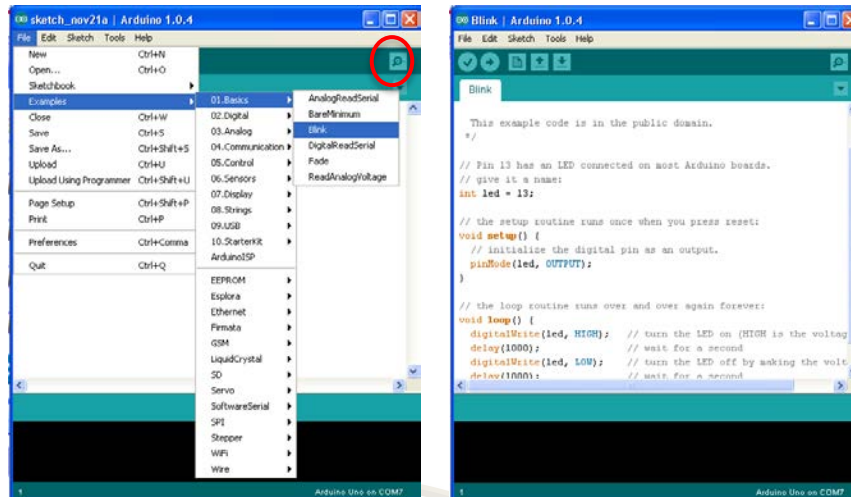 sketch_nov21a | Arduino 1.0.4
File Edit Sketch Tools Help
New Ctrl+N
Open... Ctrl+O
Sketchbook
Examples
Close Ctrl+W
Save Ctrl+S
Save As... Ctrl+Shift+S
Upload Ctrl+U
Upload Using Programmer Ctrl+Shift+U
Page Setup Ctrl+Shift+P
Print Ctrl+P
Preferences Ctrl+Comma
Quit Ctrl+Q
01.Basics
02.Digital
03.Analog
04.Communication
05.Control
06.Sensors
07.Display
08.Strings
09.USB
10.StarterKit
ArduinoISP
EEPROM
Esplora
Ethernet
Firmata
GSM
LiquidCrystal
SD
Servo
SoftwareSerial
SPI
Stepper
WiFi
Wire
AnalogReadSerial
BareMinimum
Blink
DigitalReadSerial
Fade
ReadAnalogVoltage
1 Arduino Uno on COM7
Blink | Arduino 1.0.4
File Edit Sketch Tools Help
Blink
This example code is in the public domain.
*/
// Pin 13 has an LED connected on most Arduino boards.
// give it a name:
int led = 13;
// the setup routine runs once when you press reset:
void setup() {
// initialize the digital pin as an output.
pinMode(led, OUTPUT);
}
// the loop routine runs over and over again forever:
void loop() {
digitalWrite(led, HIGH); // turn the LED on (HIGH is the voltag
delay(1000); // wait for a second
digitalWrite(led, LOW); // turn the LED off by making the volt
delay(1000); // wait for a second
1 Arduino Uno on COM7